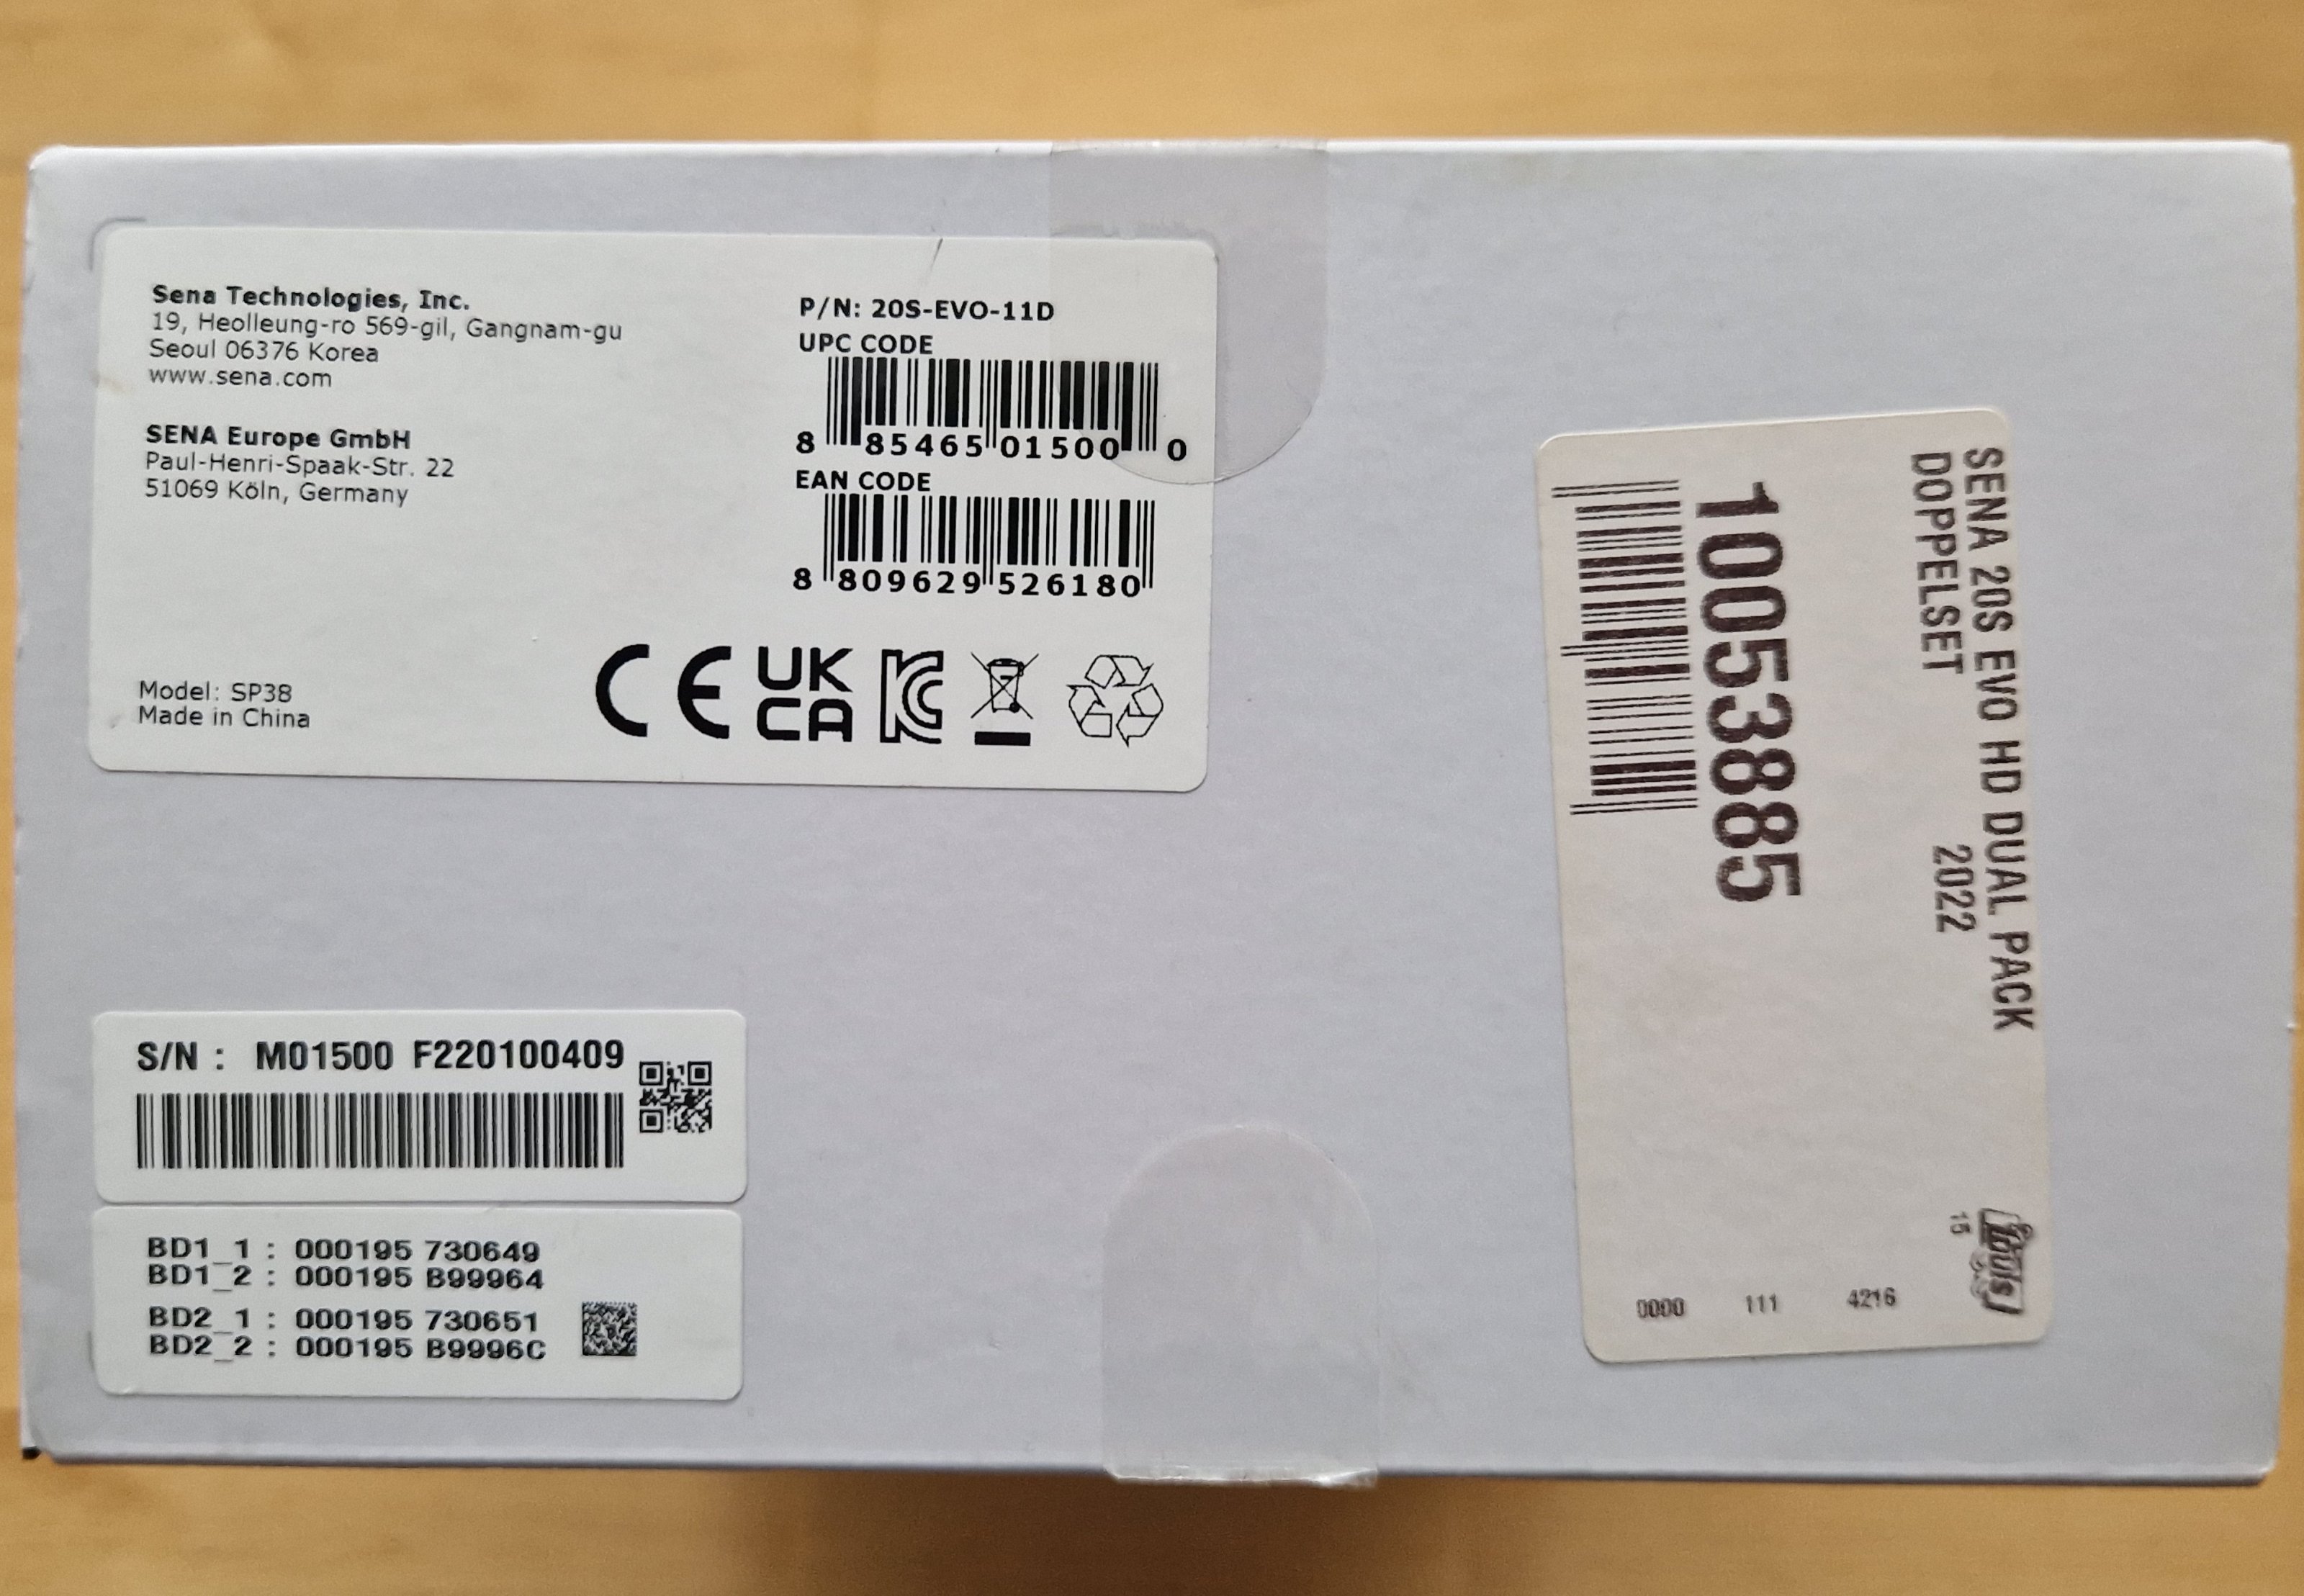 Sena Technologies, Inc.
19, Heolleung-ro 569-gil, Gangnam-gu
Seoul 06376 Korea
www.sena.com
SENA Europe GmbH
Paul-Henri-Spaak-Str. 22
51069 Köln, Germany
Model: SP38
Made in China
P/N: 20S-EVO-11D
UPC CODE
8 85465 01500 0
EAN CODE
8 809629 526180
CE UK CA KC
S/N : M01500 F220100409
BD1_1 : 000195 730649
BD1_2 : 000195 B99964
BD2_1 : 000195 730651
BD2_2 : 000195 B9996C
SENA 20S EVO HD DUAL PACK
DOPPELSET 2022
10053885
Louis
15
4216
111
0000